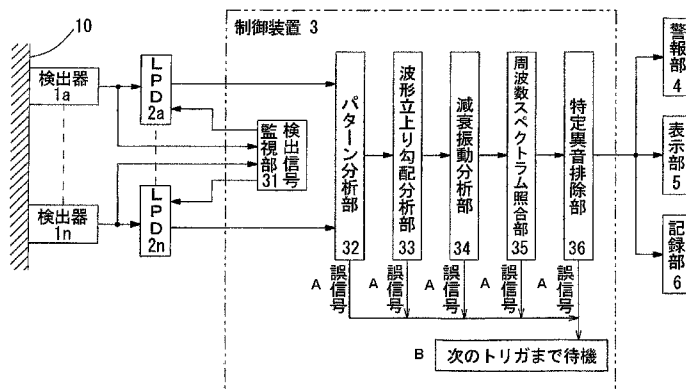 10
制御装置 3
検出器
1a
LPD
2a
検出器
1n
LPD
2n
検出信号
監視部
31
パターン分析部
32
波形立上り勾配分析部
33
減衰振動分析部
34
周波数スペクトラム照合部
35
特定異音排除部
36
警報部
4
表示部
5
記録部
6
A 誤信号
A 誤信号
A 誤信号
A 誤信号
A 誤信号
B 次のトリガまで待機